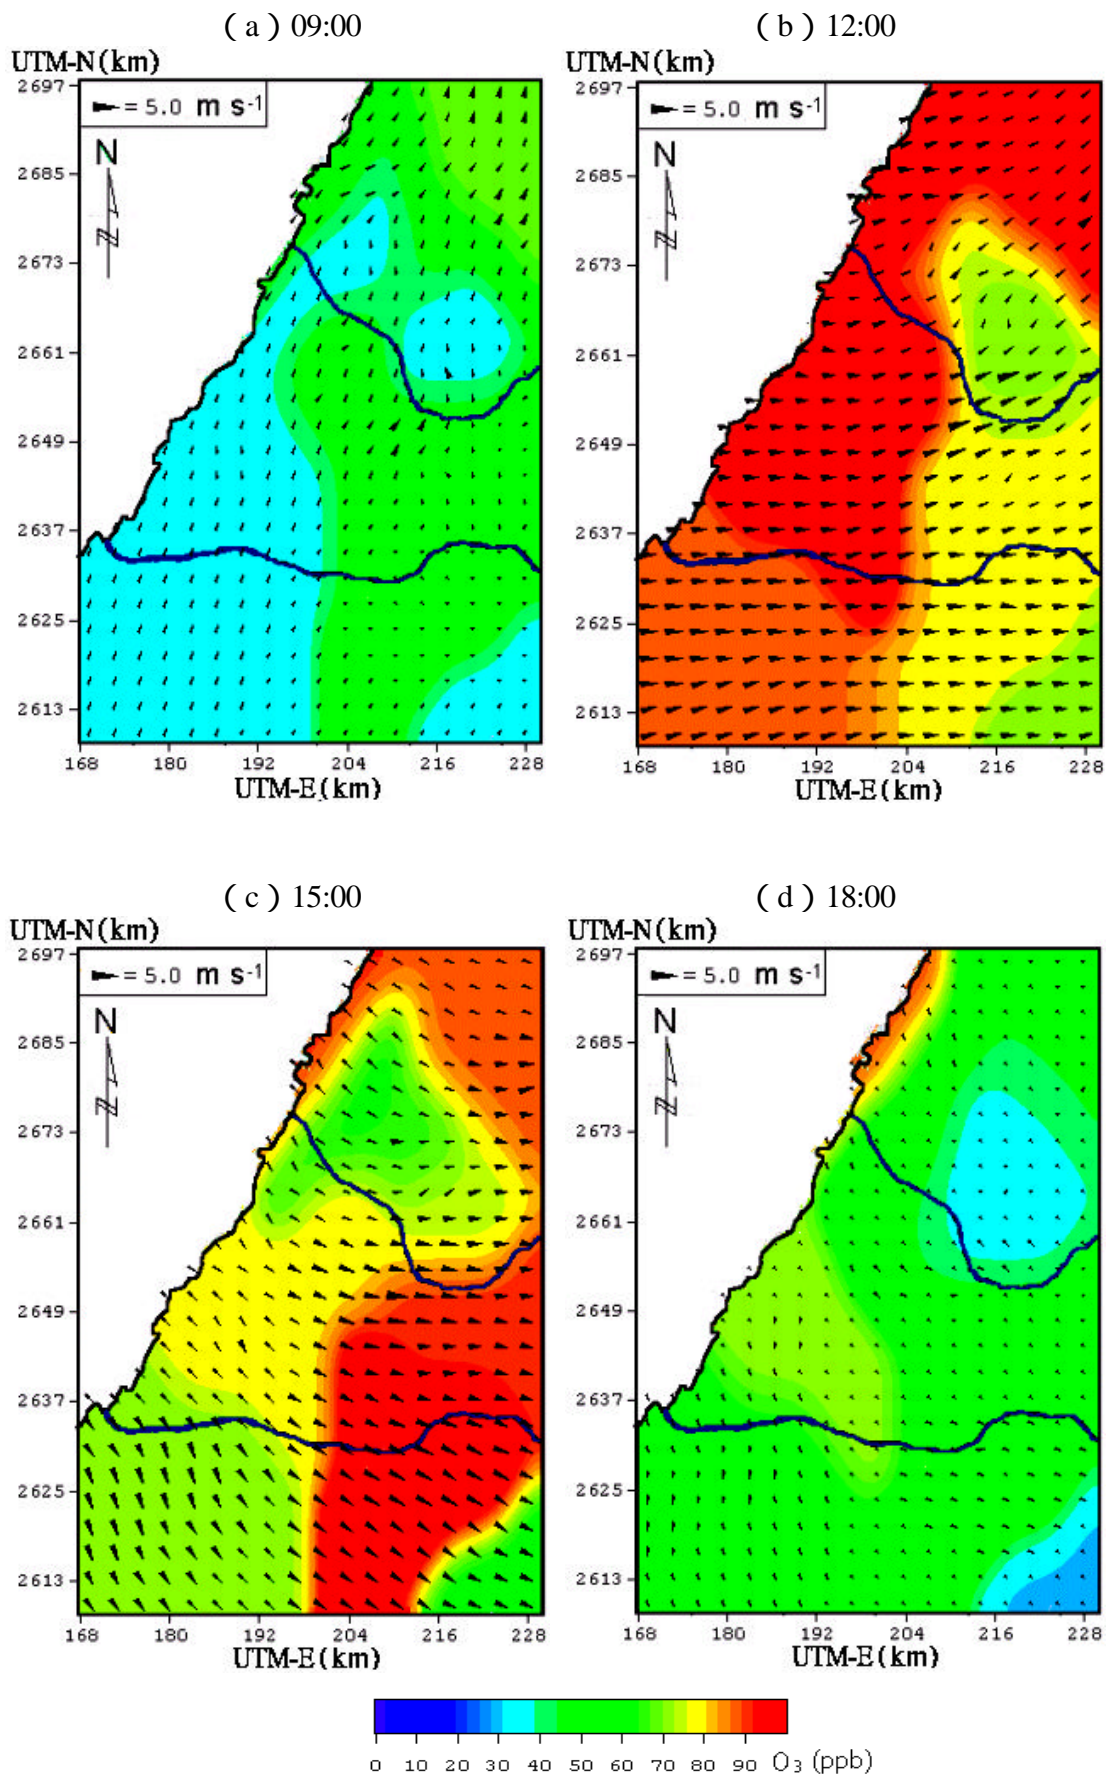 ( a ) 09:00
( b ) 12:00
UTM-N(km)
UTM-N(km)
= 5.0 m s-1
= 5.0 m s-1
N
N
2697
2685
2673
2661
2649
2637
2625
2613
2697
2685
2673
2661
2649
2637
2625
2613
168 180 192 204 216 228
168 180 192 204 216 228
UTM-E(km)
UTM-E(km)
( c ) 15:00
( d ) 18:00
UTM-N(km)
UTM-N(km)
= 5.0 m s-1
= 5.0 m s-1
N
N
2697
2685
2673
2661
2649
2637
2625
2613
2697
2685
2673
2661
2649
2637
2625
2613
168 180 192 204 216 228
168 180 192 204 216 228
UTM-E(km)
UTM-E(km)
0 10 20 30 40 50 60 70 80 90 O3 (ppb)